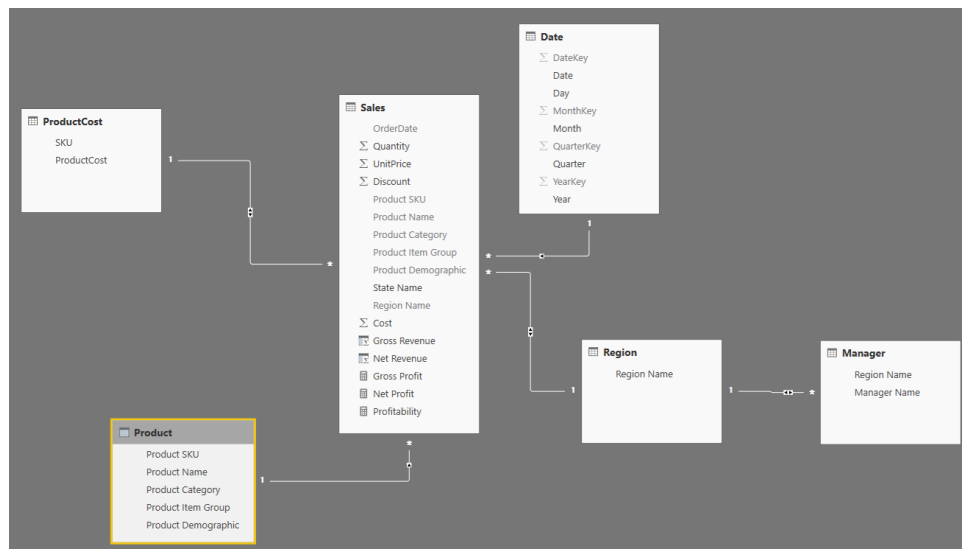 ProductCost
SKU
ProductCost
1
*
Sales
OrderDate
Σ Quantity
Σ UnitPrice
Σ Discount
Product SKU
Product Name
Product Category
Product Item Group
Product Demographic
State Name
Region Name
Σ Cost
Gross Revenue
Net Revenue
Gross Profit
Net Profit
Profitability
*
Date
Σ DateKey
Date
Day
Σ MonthKey
Month
Σ QuarterKey
Quarter
Σ YearKey
Year
1
*
*
1
Region
Region Name
1
*
Manager
Region Name
Manager Name
Product
Product SKU
Product Name
Product Category
Product Item Group
Product Demographic
1